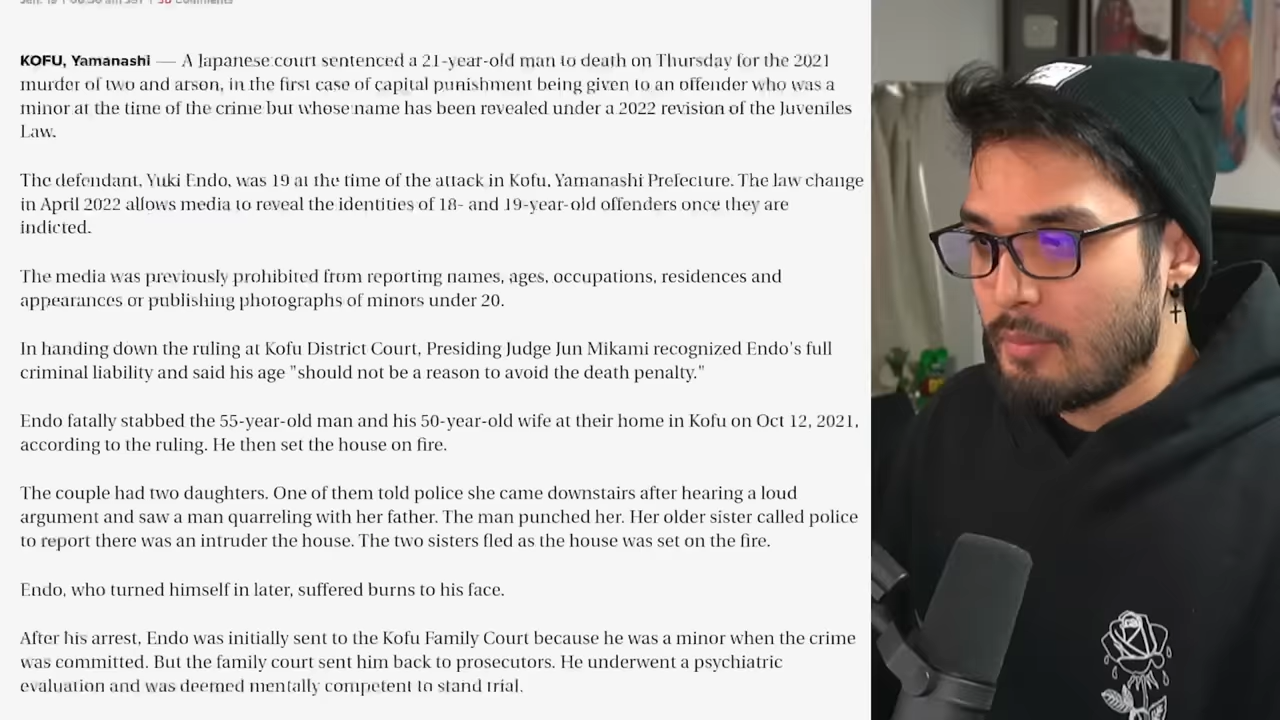 KOFU, Yamanashi — A Japanese court sentenced a 21-year-old man to death on Thursday for the 2021
murder of two and arson, in the first case of capital punishment being given to an offender who was a
minor at the time of the crime but whose name has been revealed under a 2022 revision of the Juveniles
Law.
The defendant, Yuki Endo, was 19 at the time of the attack in Kofu, Yamanashi Prefecture. The law change
in April 2022 allows media to reveal the identities of 18- and 19-year-old offenders once they are
indicted.
The media was previously prohibited from reporting names, ages, occupations, residences and
appearances or publishing photographs of minors under 20.
In handing down the ruling at Kofu District Court, Presiding Judge Jun Mikami recognized Endo's full
criminal liability and said his age "should not be a reason to avoid the death penalty."
Endo fatally stabbed the 55-year-old man and his 50-year-old wife at their home in Kofu on Oct 12, 2021,
according to the ruling. He then set the house on fire.
The couple had two daughters. One of them told police she came downstairs after hearing a loud
argument and saw a man quarreling with her father. The man punched her. Her older sister called police
to report there was an intruder the house. The two sisters fled as the house was set on the fire.
Endo, who turned himself in later, suffered burns to his face.
After his arrest, Endo was initially sent to the Kofu Family Court because he was a minor when the crime
was committed. But the family court sent him back to prosecutors. He underwent a psychiatric
evaluation and was deemed mentally competent to stand trial.